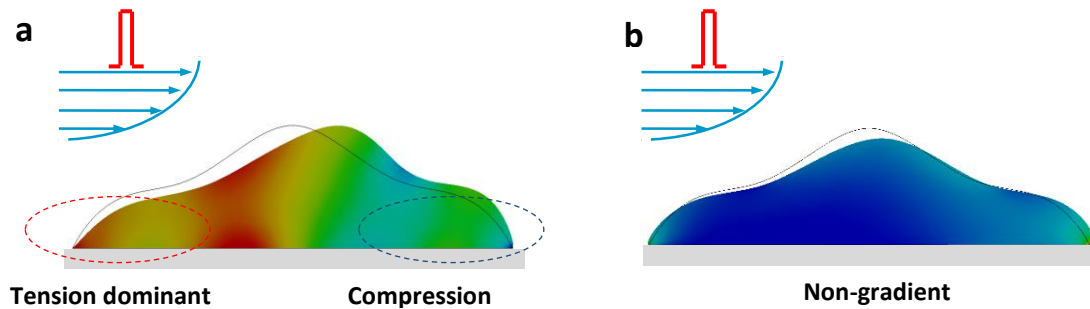 a
b
Tension dominant
Compression
Non-gradient